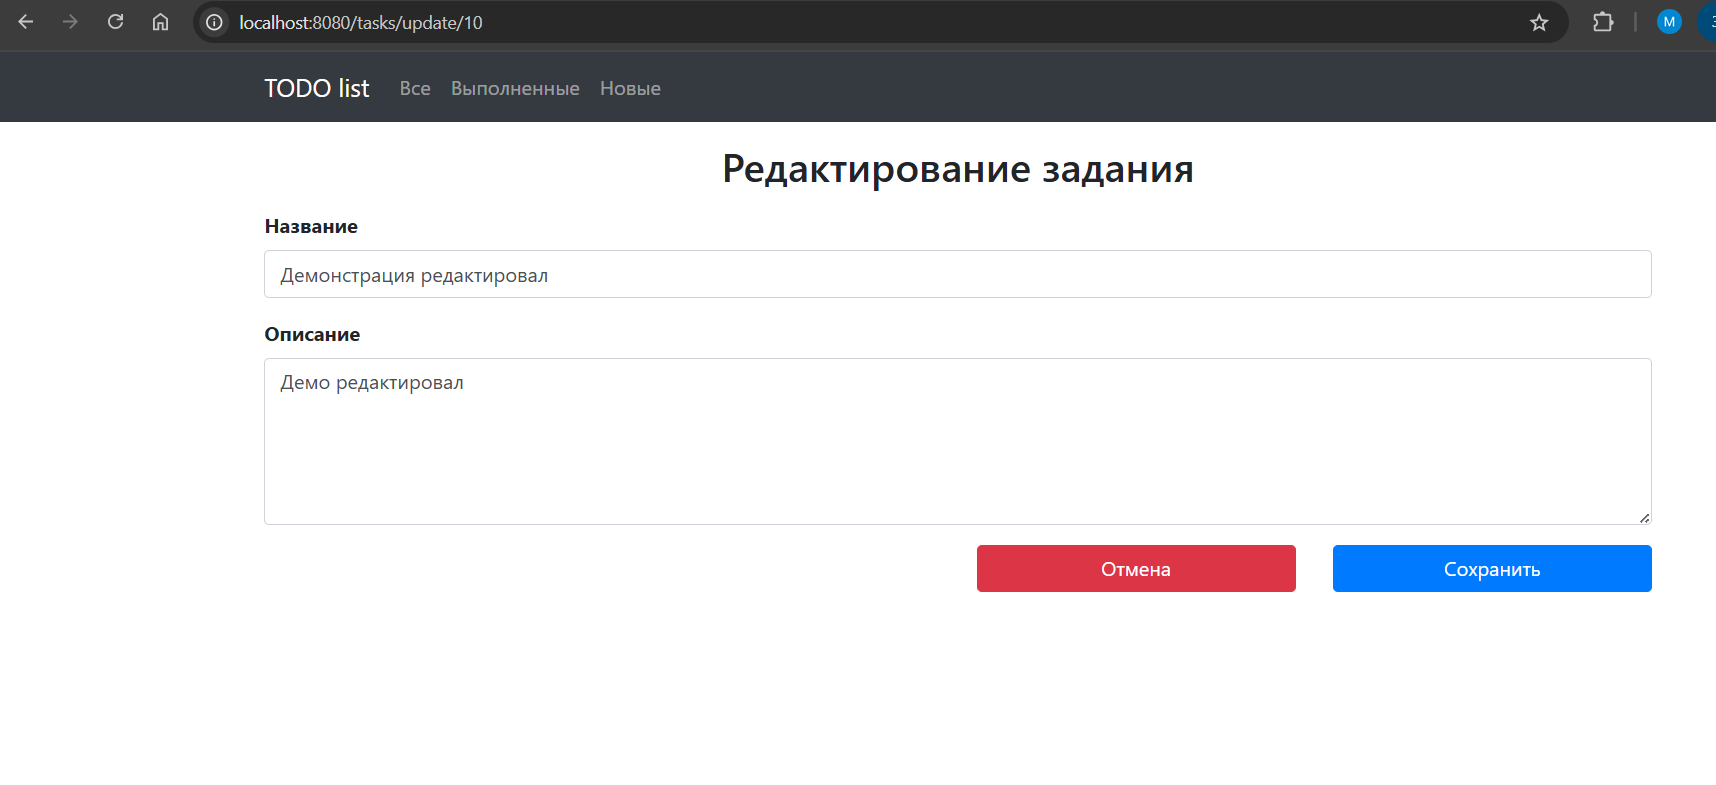 localhost:8080/tasks/update/10
M
TODO list Все Выполненные Новые
Редактирование задания
Название
Демонстрация редактировал
Описание
Демо редактировал
Отмена Сохранить